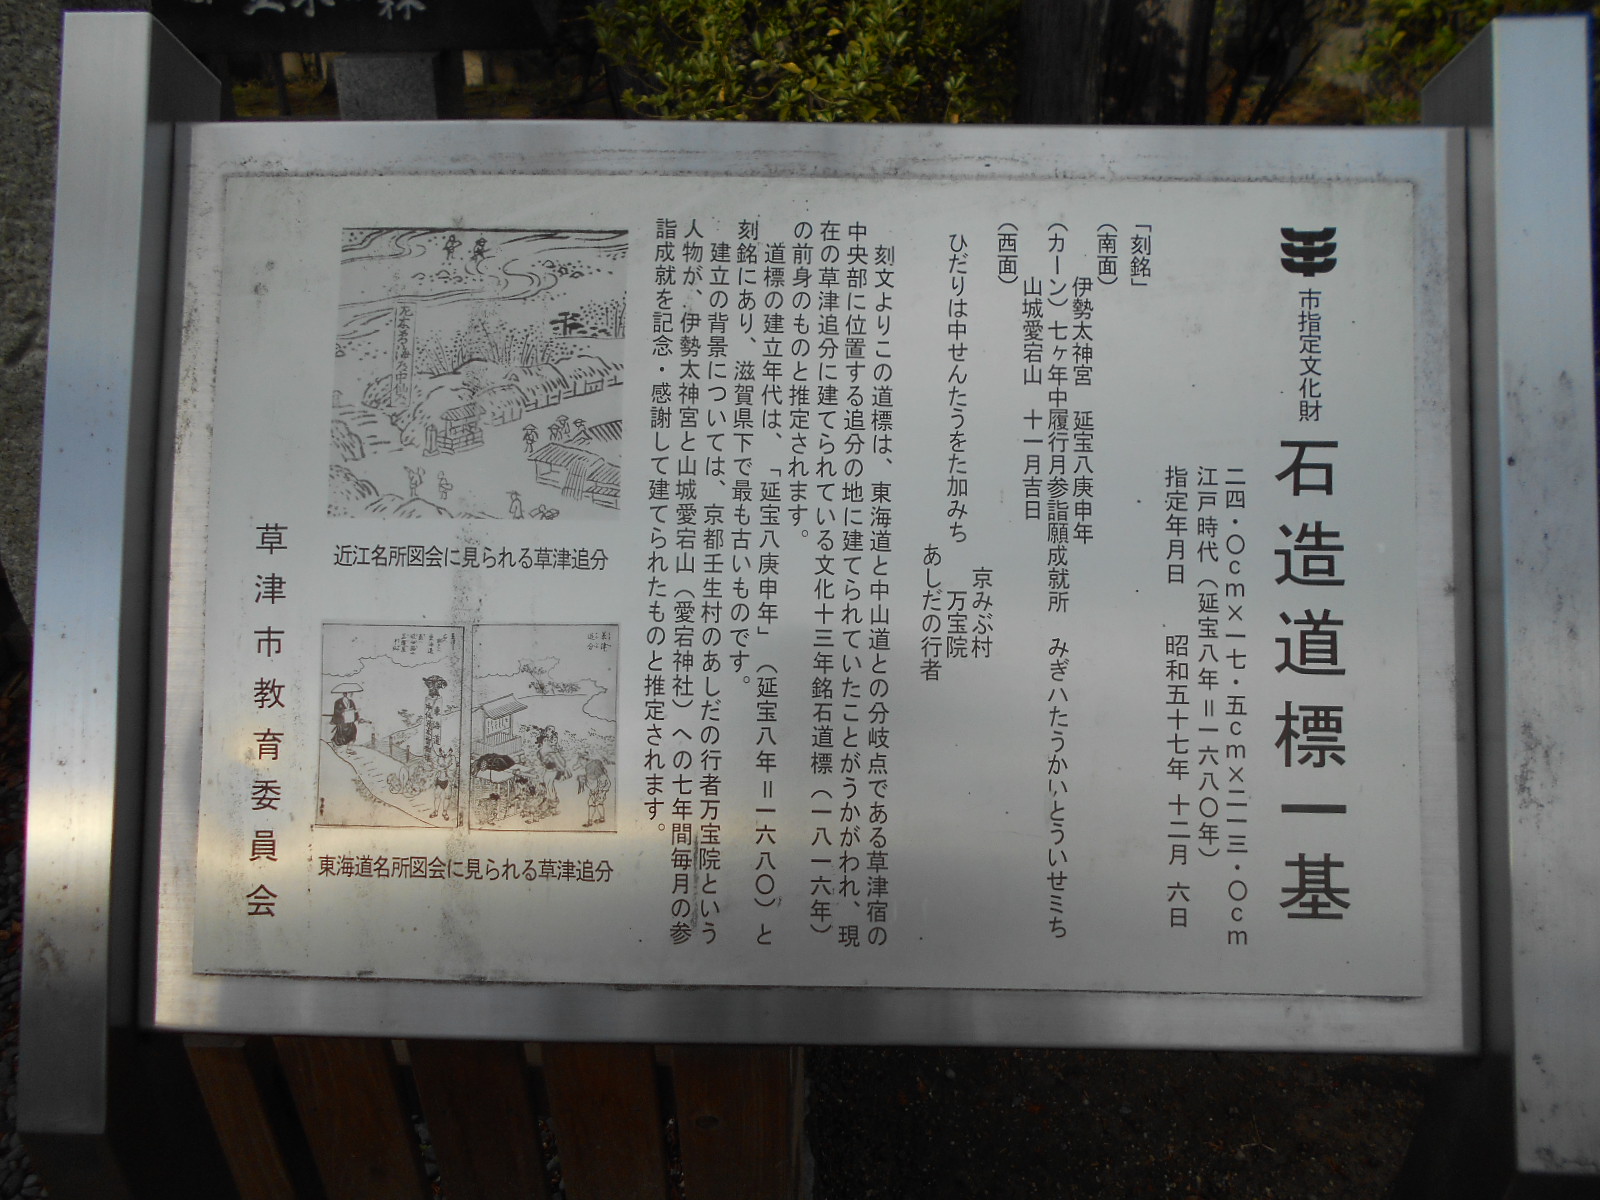 市指定文化財 石造道標一基
二四・〇cm×一七・五cm×二一三・〇cm
江戸時代（延宝八年＝一六八〇年）
指定年月日 昭和五十七年 十二月 六日
「刻銘」
（南面）
伊勢太神宮 延宝八庚申年
（カーン）七ヶ年中履行月参詣願成就所 みぎハたうかいとういせミち
山城愛宕山 十一月吉日
（西面）
京みぶ村
ひだりは中せんたうをた加みち 万宝院
あしだの行者
刻文よりこの道標は、東海道と中山道との分岐点である草津宿の
中央部に位置する追分の地に建てられていたことがうかがわれ、現
在の草津追分に建てられている文化十三年銘石道標（一八一六年）
の前身のものと推定されます。
道標の建立年代は、「延宝八庚申年」（延宝八年＝一六八〇）と
刻銘にあり、滋賀県下で最も古いものです。
建立の背景については、京都壬生村のあしだの行者万宝院という
人物が、伊勢太神宮と山城愛宕山（愛宕神社）への七年間毎月の参
詣成就を記念・感謝して建てられたものと推定されます。
近江名所図会に見られる草津追分
東海道名所図会に見られる草津追分
草津市教育委員会